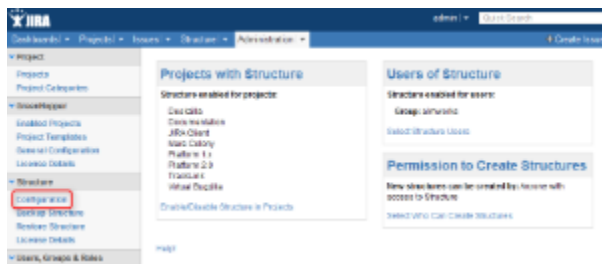 JIRA
admin
Quick Search
Dashboards Projects Issues Structure Administration
Create Issue
Project
Projects
Project Categories
GreenHopper
Enabled Projects
Project Templates
General Configuration
License Details
Structure
Configuration
Backup Structure
Restore Structure
License Details
Users, Groups & Roles
Projects with Structure
Structure enabled for projects:
Documentation
JIRA Client
Mars Colony
Platform 1.x
Platform 2.0
Virtual Bugzilla
Enable/Disable Structure in Projects
Help
Users of Structure
Structure enabled for users:
Group:
Select Structure Users
Permission to Create Structures
New structures can be created by: Anyone with
access to Structure
Select Who Can Create Structures